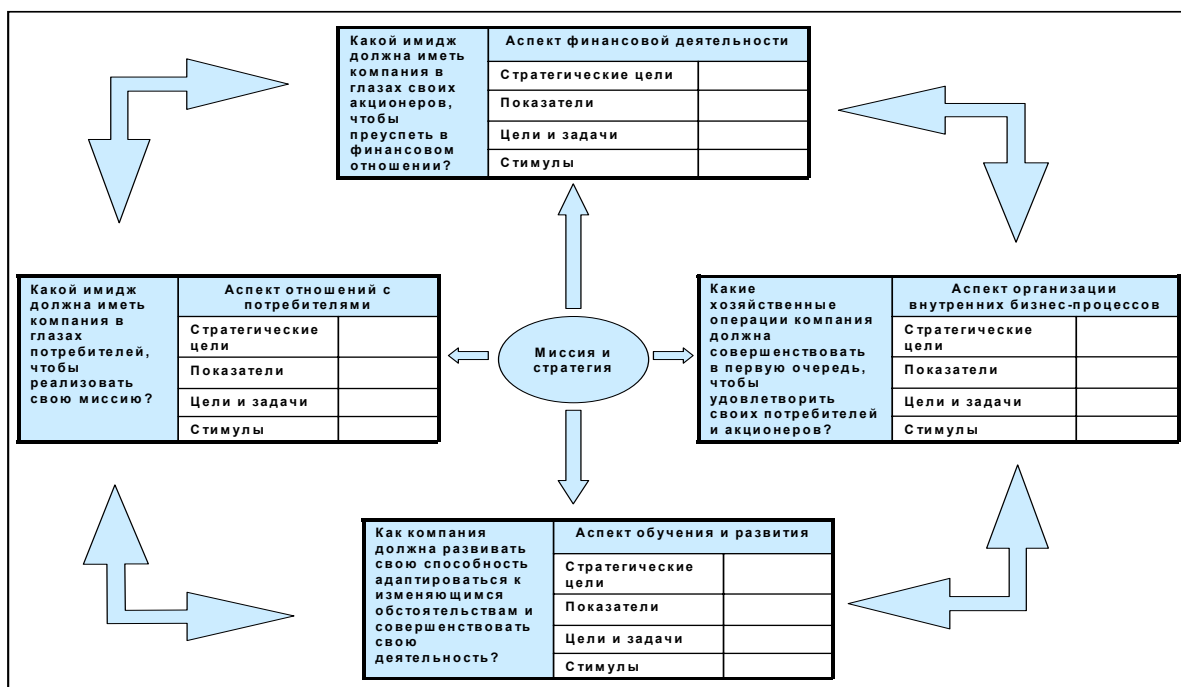 Какой имидж
должна иметь
компания в
глазах своих
акционеров,
чтобы
преуспеть в
финансовом
отношении?
Аспект финансовой деятельности
Стратегические цели
Показатели
Цели и задачи
Стимулы
Какой имидж
должна иметь
компания в
глазах
потребителей,
чтобы
реализовать
свою миссию?
Аспект отношений с
потребителями
Стратегические
цели
Показатели
Цели и задачи
Стимулы
Миссия и
стратегия
Какие
хозяйственные
операции компания
должна
совершенствовать
в первую очередь,
чтобы
удовлетворить
своих потребителей
и акционеров?
Аспект организации
внутренних бизнес-процессов
Стратегические
цели
Показатели
Цели и задачи
Стимулы
Как компания
должна развивать
свою способность
адаптироваться к
изменяющимся
обстоятельствам и
совершенствовать
свою
деятельность?
Аспект обучения и развития
Стратегические
цели
Показатели
Цели и задачи
Стимулы